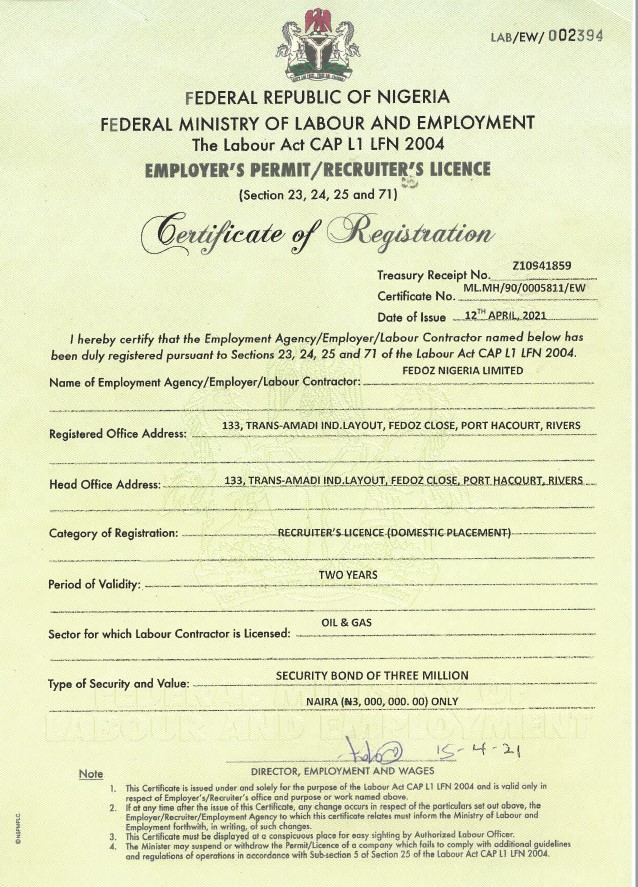 LAB/EW/ 002394
FEDERAL REPUBLIC OF NIGERIA
FEDERAL MINISTRY OF LABOUR AND EMPLOYMENT
The Labour Act CAP L1 LFN 2004
EMPLOYER'S PERMIT/RECRUITER'S LICENCE
(Section 23, 24, 25 and 71)
Certificate of Registration
Treasury Receipt No. Z10941859
Certificate No. ML.MH/90/0005811/EW
Date of Issue 12TH APRIL, 2021
I hereby certify that the Employment Agency/Employer/Labour Contractor named below has
been duly registered pursuant to Sections 23, 24, 25 and 71 of the Labour Act CAP L1 LFN 2004.
Name of Employment Agency/Employer/Labour Contractor: FEDOZ NIGERIA LIMITED
Registered Office Address: 133, TRANS-AMADI IND.LAYOUT, FEDOZ CLOSE, PORT HACOURT, RIVERS
Head Office Address: 133, TRANS-AMADI IND.LAYOUT, FEDOZ CLOSE, PORT HACOURT, RIVERS
Category of Registration: RECRUITER'S LICENCE (DOMESTIC PLACEMENT)
Period of Validity: TWO YEARS
Sector for which Labour Contractor is Licensed: OIL & GAS
Type of Security and Value: SECURITY BOND OF THREE MILLION
NAIRA (₦3, 000, 000. 00) ONLY
LABOUR AND EMPLOYMENT
15-4-21
DIRECTOR, EMPLOYMENT AND WAGES
Note
1. This Certificate is issued under and solely for the purpose of the Labour Act CAP L1 LFN 2004 and is valid only in
respect of Employer's/Recruiter's office and purpose or work named above.
2. If at any time after the issue of this Certificate, any change occurs in respect of the particulars set out above, the
Employer/Recruiter/Employment Agency to which this certificate relates must inform the Ministry of Labour and
Employment forthwith, in writing, of such changes.
3. This Certificate must be displayed at a conspicuous place for easy sighting by Authorized Labour Officer.
4. The Minister may suspend or withdraw the Permit/Licence of a company which fails to comply with additional guidelines
and regulations of operations in accordance with Sub-section 5 of Section 25 of the Labour Act CAP L1 LFN 2004.
© NSPMPLC